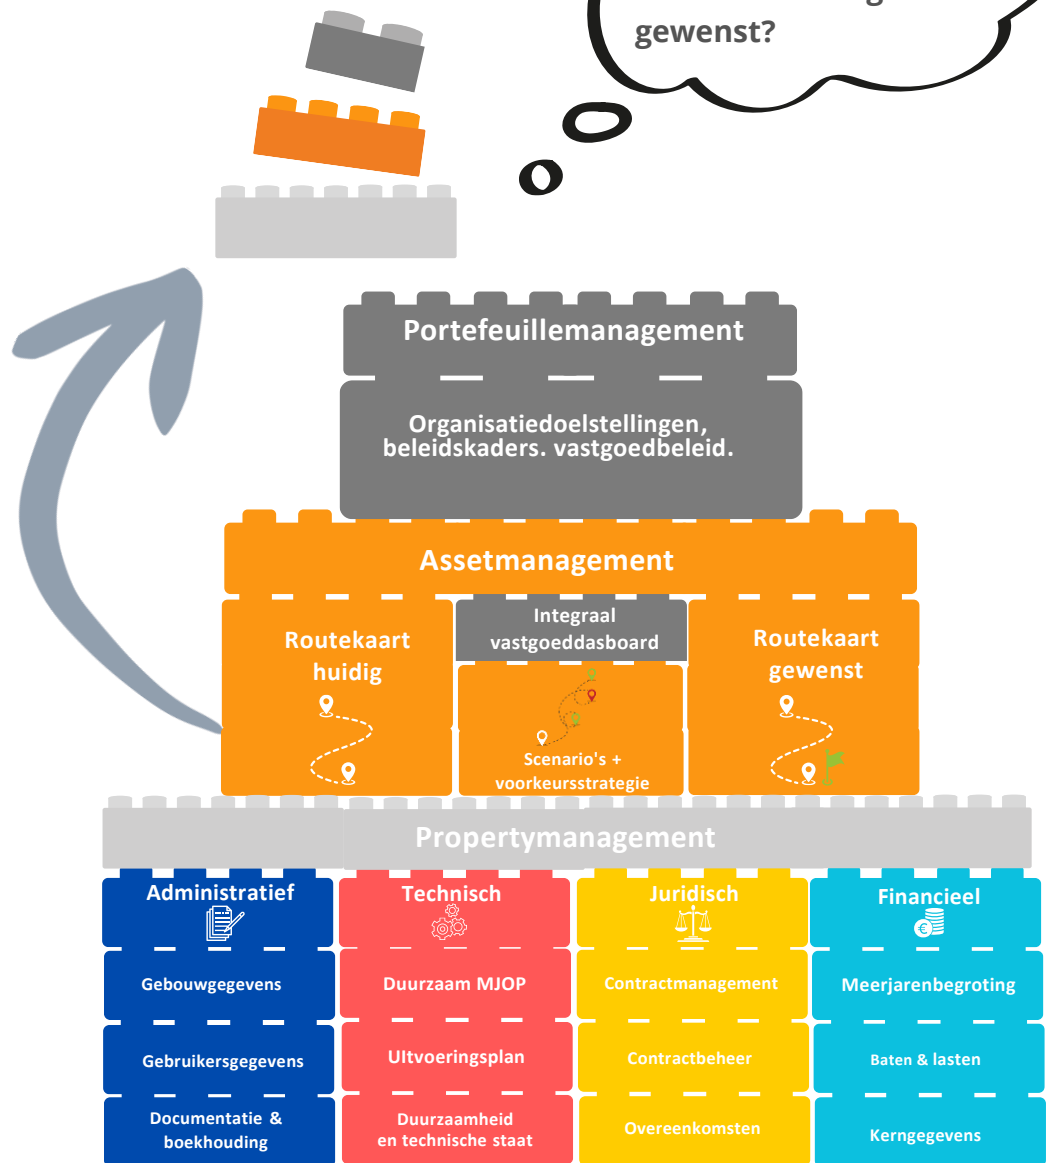 gewenst?
Portefeuillemanagement
Organisatiedoelstellingen,
beleidskaders. vastgoedbeleid.
Assetmanagement
Routekaart
huidig
Integraal
vastgoeddasboard
Scenario's +
voorkeursstrategie
Routekaart
gewenst
Propertymanagement
Administratief
Technisch
Juridisch
Financieel
Gebouwgegevens
Duurzaam MJOP
Contractmanagement
Meerjarenbegroting
Gebruikersgegevens
UItvoeringsplan
Contractbeheer
Baten & lasten
Documentatie &
boekhouding
Duurzaamheid
en technische staat
Overeenkomsten
Kerngegevens